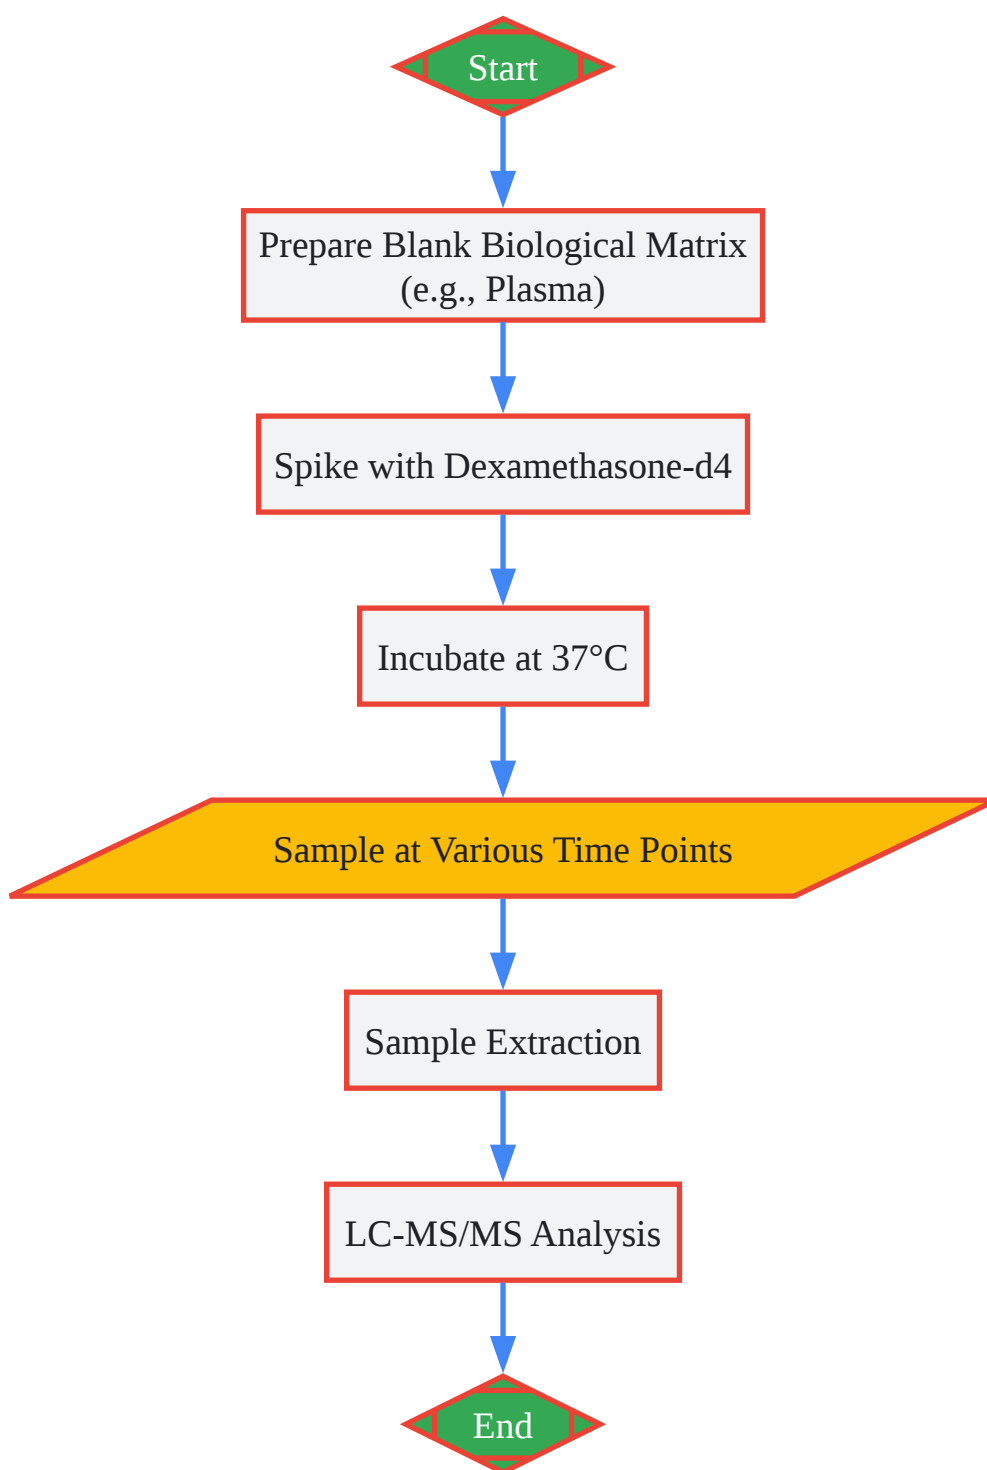 Start
Prepare Blank Biological Matrix
(e.g., Plasma)
Spike with Dexamethasone-d4
Incubate at 37°C
Sample at Various Time Points
Sample Extraction
LC-MS/MS Analysis
End